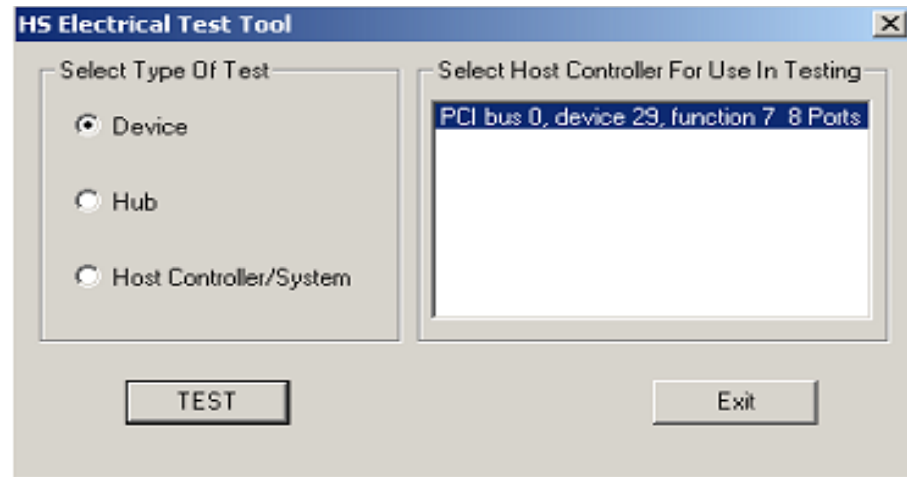 HS Electrical Test Tool
Select Type Of Test
Device
Hub
Host Controller/System
Select Host Controller For Use In Testing
PCI bus 0, device 29, function 7 8 Ports
TEST
Exit